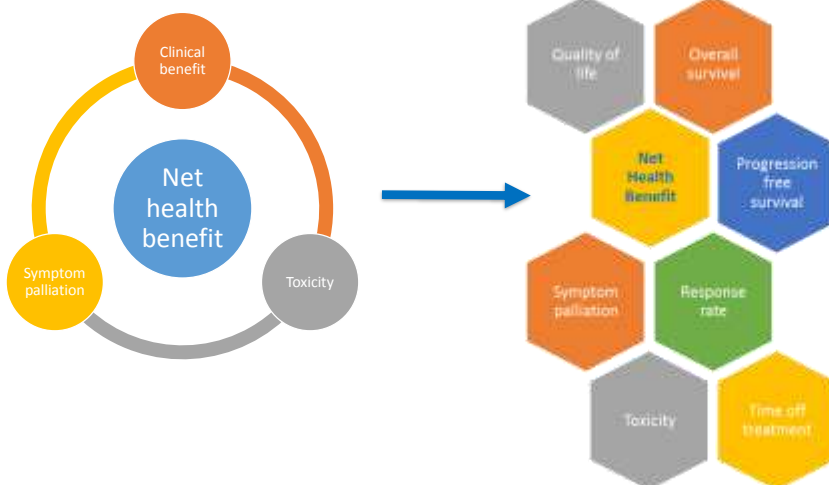 Clinical
benefit
Net
health
benefit
Symptom
palliation
Toxicity
Quality of
life
Overall
survival
Net
Health
Benefit
Progression
free
survival
Symptom
palliation
Response
rate
Toxicity
Time off
treatment